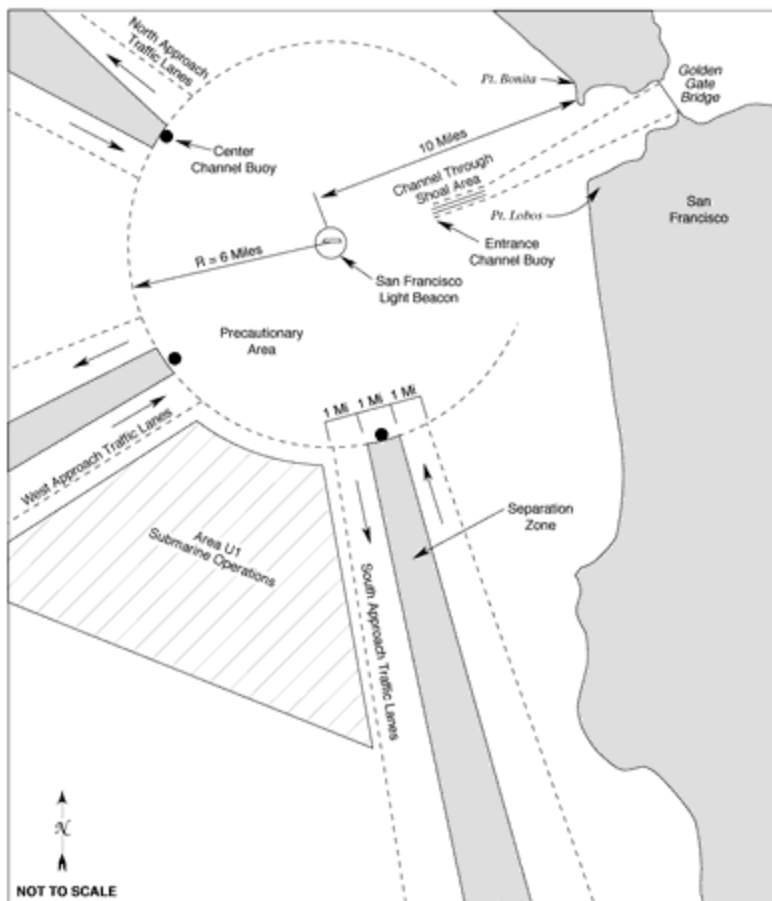 North Approach
Traffic Lanes
Pt. Bonita
Golden
Gate
Bridge
10 Miles
Center
Channel Buoy
Channel Through
Shoal Area
Pt. Lobos
San
Francisco
Entrance
Channel Buoy
R = 6 Miles
San Francisco
Light Beacon
Precautionary
Area
1 Mi
1 Mi
1 Mi
West Approach Traffic Lanes
Separation
Zone
Area U1
Submarine Operations
South Approach Traffic Lanes
N
NOT TO SCALE